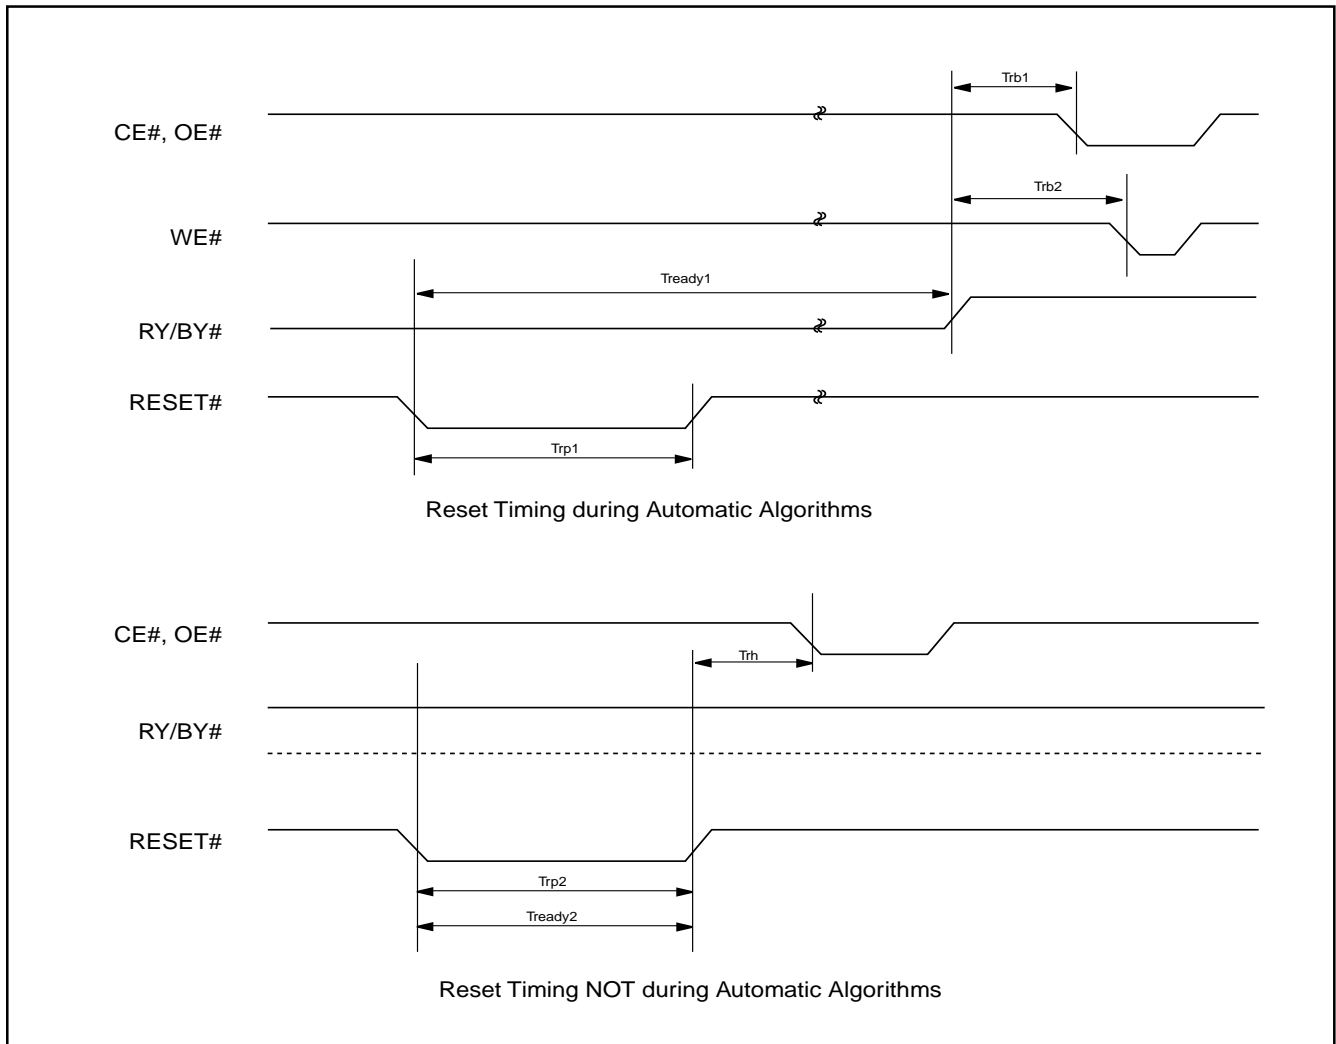 Trb1
CE#, OE#
Trb2
WE#
Tready1
RY/BY#
RESET#
Trp1
Reset Timing during Automatic Algorithms
CE#, OE#
Trh
RY/BY#
RESET#
Trp2
Tready2
Reset Timing NOT during Automatic Algorithms